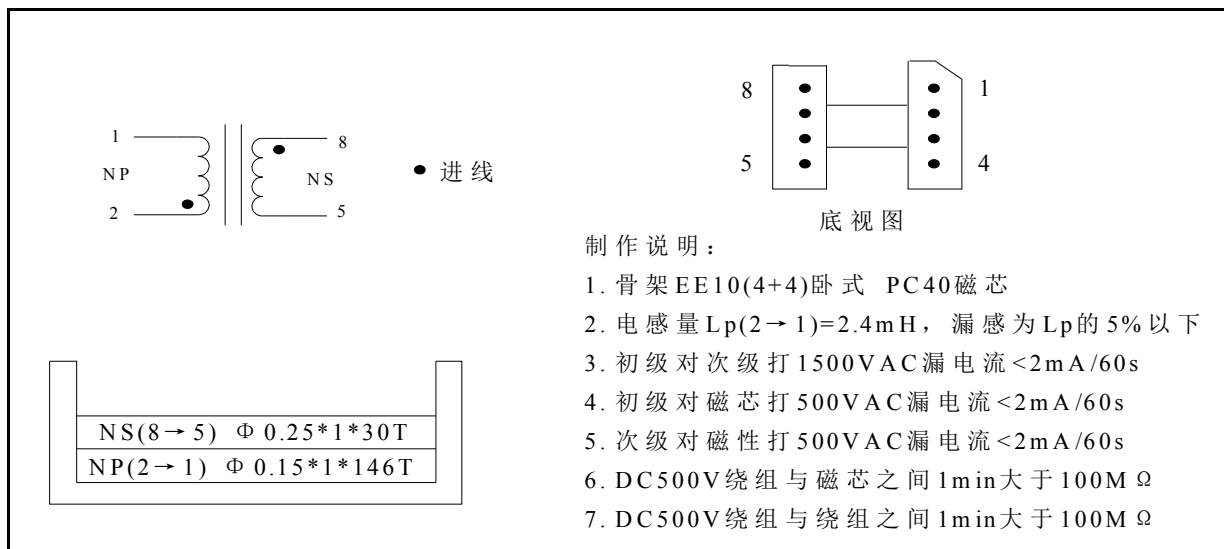 1
NP
2
8
NS
5
进线
8
1
5
4
底视图
制作说明：
1.骨架EE10(4+4)卧式 PC40磁芯
2.电感量Lp(2→1)=2.4mH，漏感为Lp的5%以下
3.初级对次级打1500VAC漏电流<2mA/60s
4.初级对磁芯打500VAC漏电流<2mA/60s
5.次级对磁性打500VAC漏电流<2mA/60s
6.DC500V绕组与磁芯之间1min大于100MΩ
7.DC500V绕组与绕组之间1min大于100MΩ
NS(8→5) Φ0.25*1*30T
NP(2→1) Φ0.15*1*146T